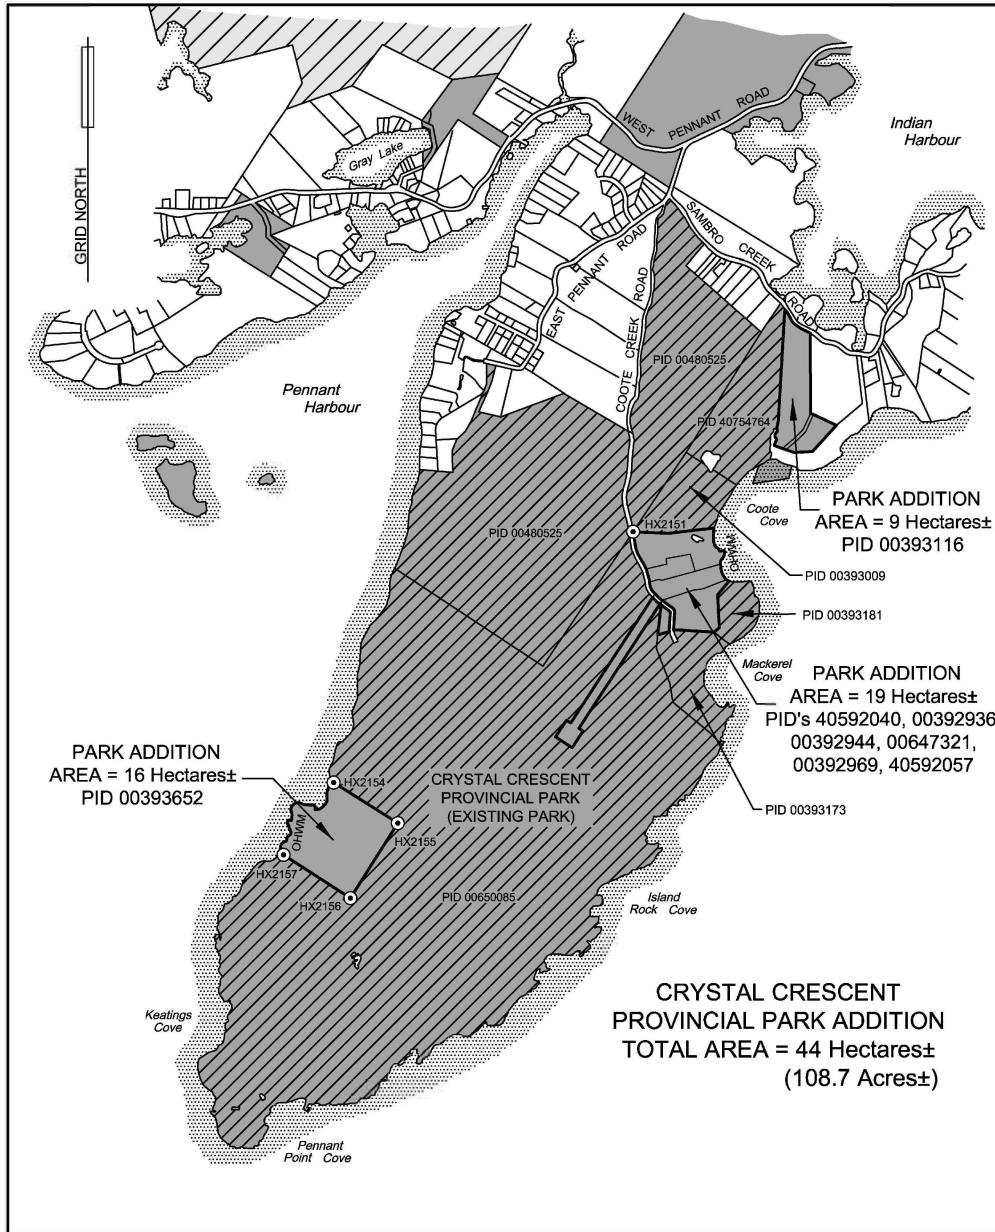 GRID NORTH
Gray Lake
WEST PENNANT ROAD
Indian
Harbour
SAMBRO CREEK ROAD
EAST PENNANT ROAD
COOTE CREEK ROAD
PID 00480525
Pennant
Harbour
PID 40754764
PARK ADDITION
AREA = 9 Hectares±
PID 00393116
Coote
Cove
HX2151
PID 00480525
OHWM
PID 00393009
PID 00393181
Mackerel
Cove
PARK ADDITION
AREA = 19 Hectares±
PID's 40592040, 00392936
00392944, 00647321,
00392969, 40592057
PARK ADDITION
AREA = 16 Hectares±
PID 00393652
HX2154
CRYSTAL CRESCENT
PROVINCIAL PARK
(EXISTING PARK)
PID 00393173
OHWM
HX2155
HX2157
HX2156
PID 00650085
Island
Rock Cove
Keatings
Cove
CRYSTAL CRESCENT
PROVINCIAL PARK ADDITION
TOTAL AREA = 44 Hectares±
(108.7 Acres±)
Pennant
Point Cove